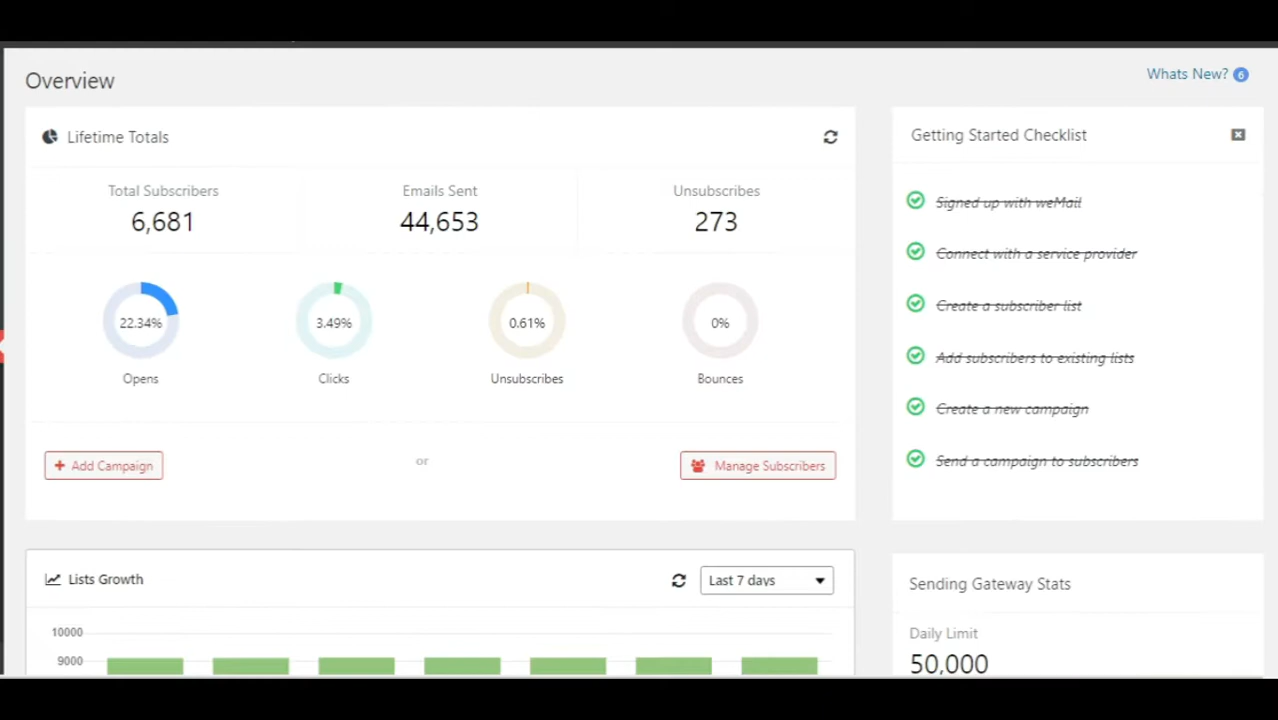 Overview
Whats New? 6
Lifetime Totals
Total Subscribers
6,681
Emails Sent
44,653
Unsubscribes
273
22.34%
Opens
3.49%
Clicks
0.61%
Unsubscribes
0%
Bounces
Add Campaign
or
Manage Subscribers
Getting Started Checklist
Signed up with weMail
Connect with a service provider
Create a subscriber list
Add subscribers to existing lists
Create a new campaign
Send a campaign to subscribers
Lists Growth
Last 7 days
10000
9000
Sending Gateway Stats
Daily Limit
50,000